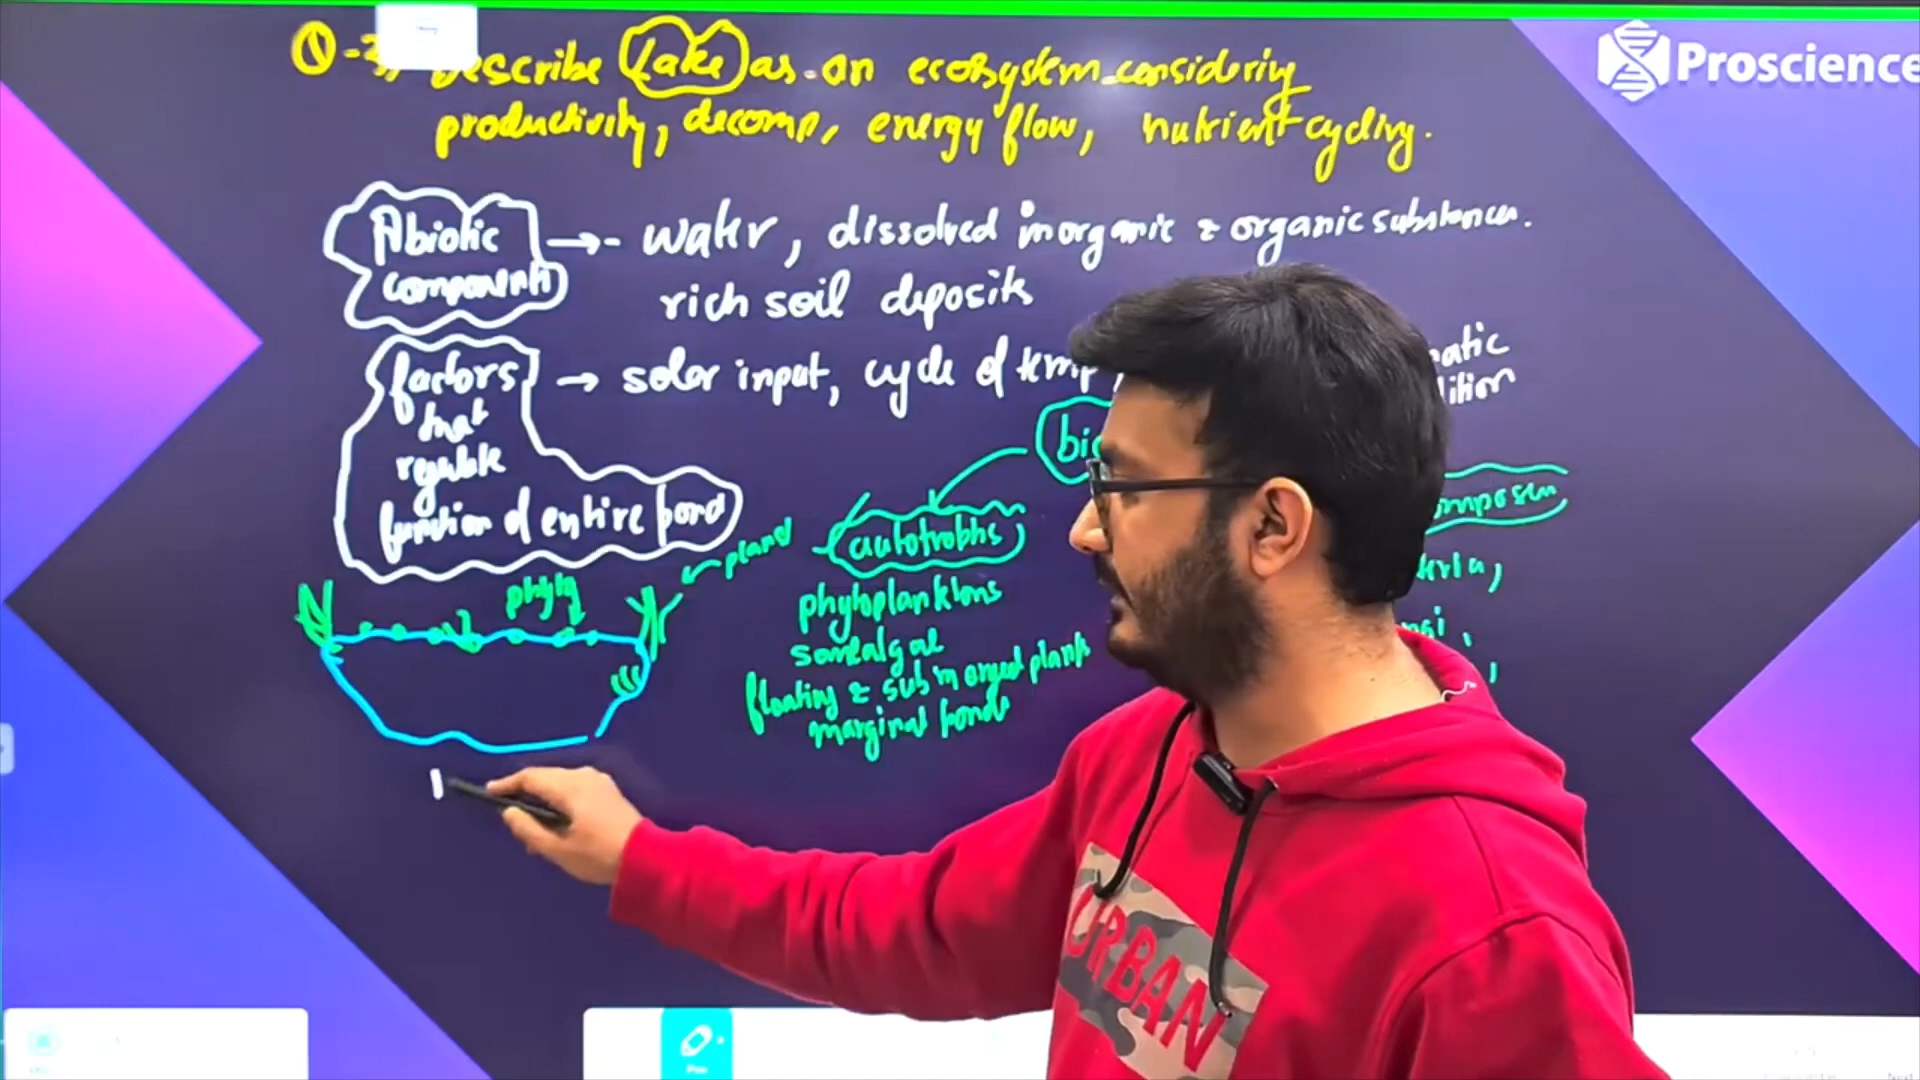 Q-3) describe Lake as an ecosystem considering
productivity, decomp, energy flow, nutrient cycling.
Proscience
Abiotic components → - water, dissolved inorganic & organic substances.
rich soil deposits
factors that regulate function of entire pond → solar input, cycle of temp,
biotic
autotrophs
phytoplanktons
some algae
floating & submerged plants
marginal
phyto
plant
URBAN